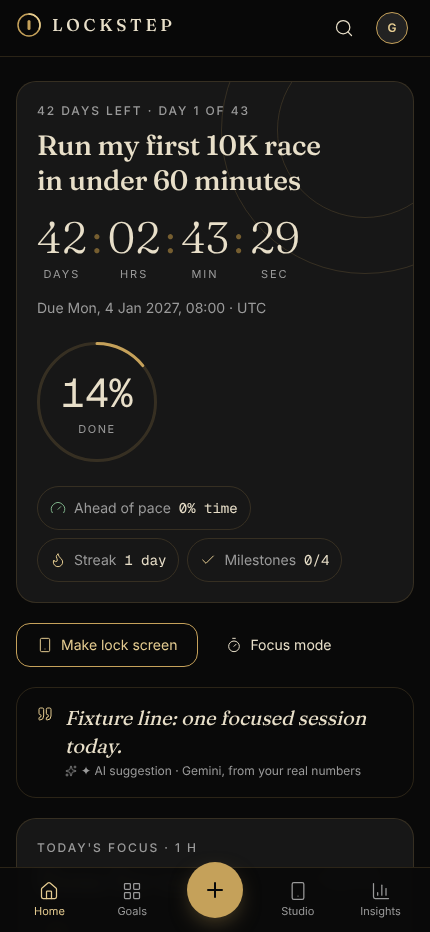 LOCKSTEP
G
42 DAYS LEFT · DAY 1 OF 43
Run my first 10K race
in under 60 minutes
42:02:43:29
DAYS HRS MIN SEC
Due Mon, 4 Jan 2027, 08:00 · UTC
14%
DONE
Ahead of pace 0% time
Streak 1 day
Milestones 0/4
Make lock screen
Focus mode
Fixture line: one focused session
today.
✦ AI suggestion · Gemini, from your real numbers
TODAY'S FOCUS · 1 H
Home
Goals
Studio
Insights